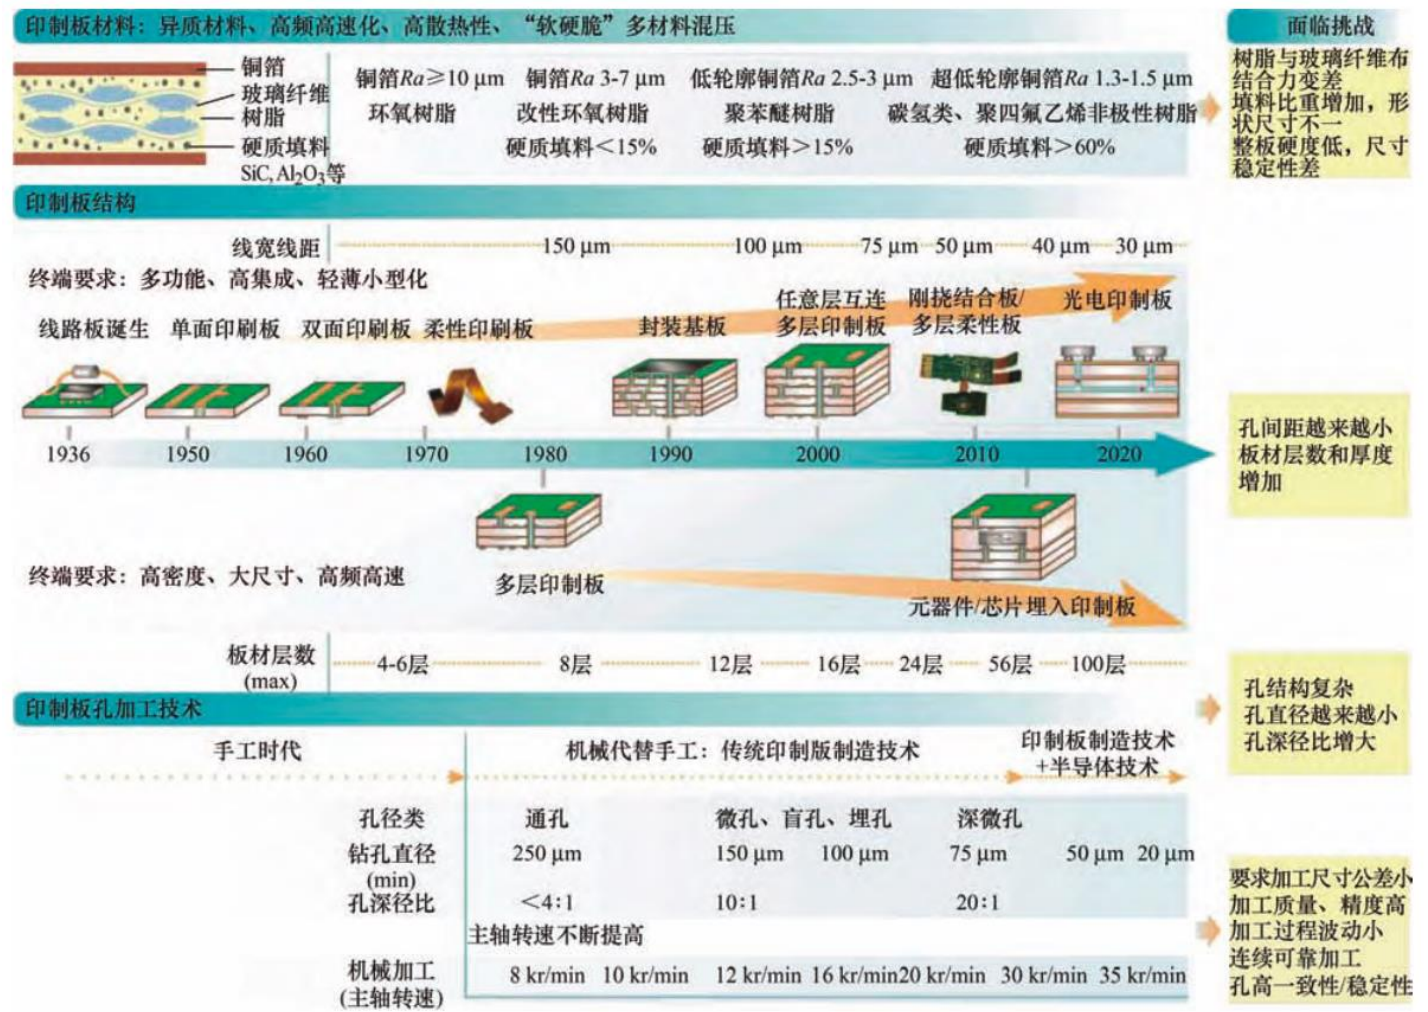 印制板材料：异质材料、高频高速化、高散热性、“软硬脆”多材料混压
面临挑战
铜箔
玻璃纤维
树脂
硬质填料
SiC, Al₂O₃等
铜箔Ra≥10 μm 铜箔Ra 3-7 μm 低轮廓铜箔Ra 2.5-3 μm 超低轮廓铜箔Ra 1.3-1.5 μm
环氧树脂 改性环氧树脂 聚苯醚树脂 碳氢类、聚四氟乙烯非极性树脂
硬质填料<15% 硬质填料>15% 硬质填料>60%
树脂与玻璃纤维布
结合力变差
填料比重增加，形
状尺寸不一
整板硬度低，尺寸
稳定性差
印制板结构
线宽线距 150 μm 100 μm 75 μm 50 μm 40 μm 30 μm
终端要求：多功能、高集成、轻薄小型化
线路板诞生 单面印刷板 双面印刷板 柔性印刷板 封装基板
任意层互连
多层印制板
刚挠结合板/
多层柔性板
光电印制板
1936 1950 1960 1970 1980 1990 2000 2010 2020
孔间距越来越小
板材层数和厚度
增加
终端要求：高密度、大尺寸、高频高速
多层印制板
元器件/芯片埋入印制板
板材层数
(max)
4-6层 8层 12层 16层 24层 56层 100层
孔结构复杂
孔直径越来越小
孔深径比增大
印制板孔加工技术
手工时代 机械代替手工：传统印制版制造技术
印制板制造技术
+半导体技术
孔径类 通孔 微孔、盲孔、埋孔 深微孔
钻孔直径 250 μm 150 μm 100 μm 75 μm 50 μm 20 μm
(min)
孔深径比 <4∶1 10∶1 20∶1
主轴转速不断提高
机械加工 8 kr/min 10 kr/min 12 kr/min 16 kr/min20 kr/min 30 kr/min 35 kr/min
(主轴转速)
要求加工尺寸公差小
加工质量、精度高
加工过程波动小
连续可靠加工
孔高一致性/稳定性